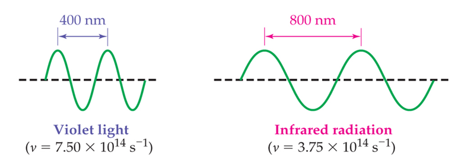 400 nm
800 nm
Violet light
(ν = 7.50 × 10¹⁴ s⁻¹)
Infrared radiation
(ν = 3.75 × 10¹⁴ s⁻¹)